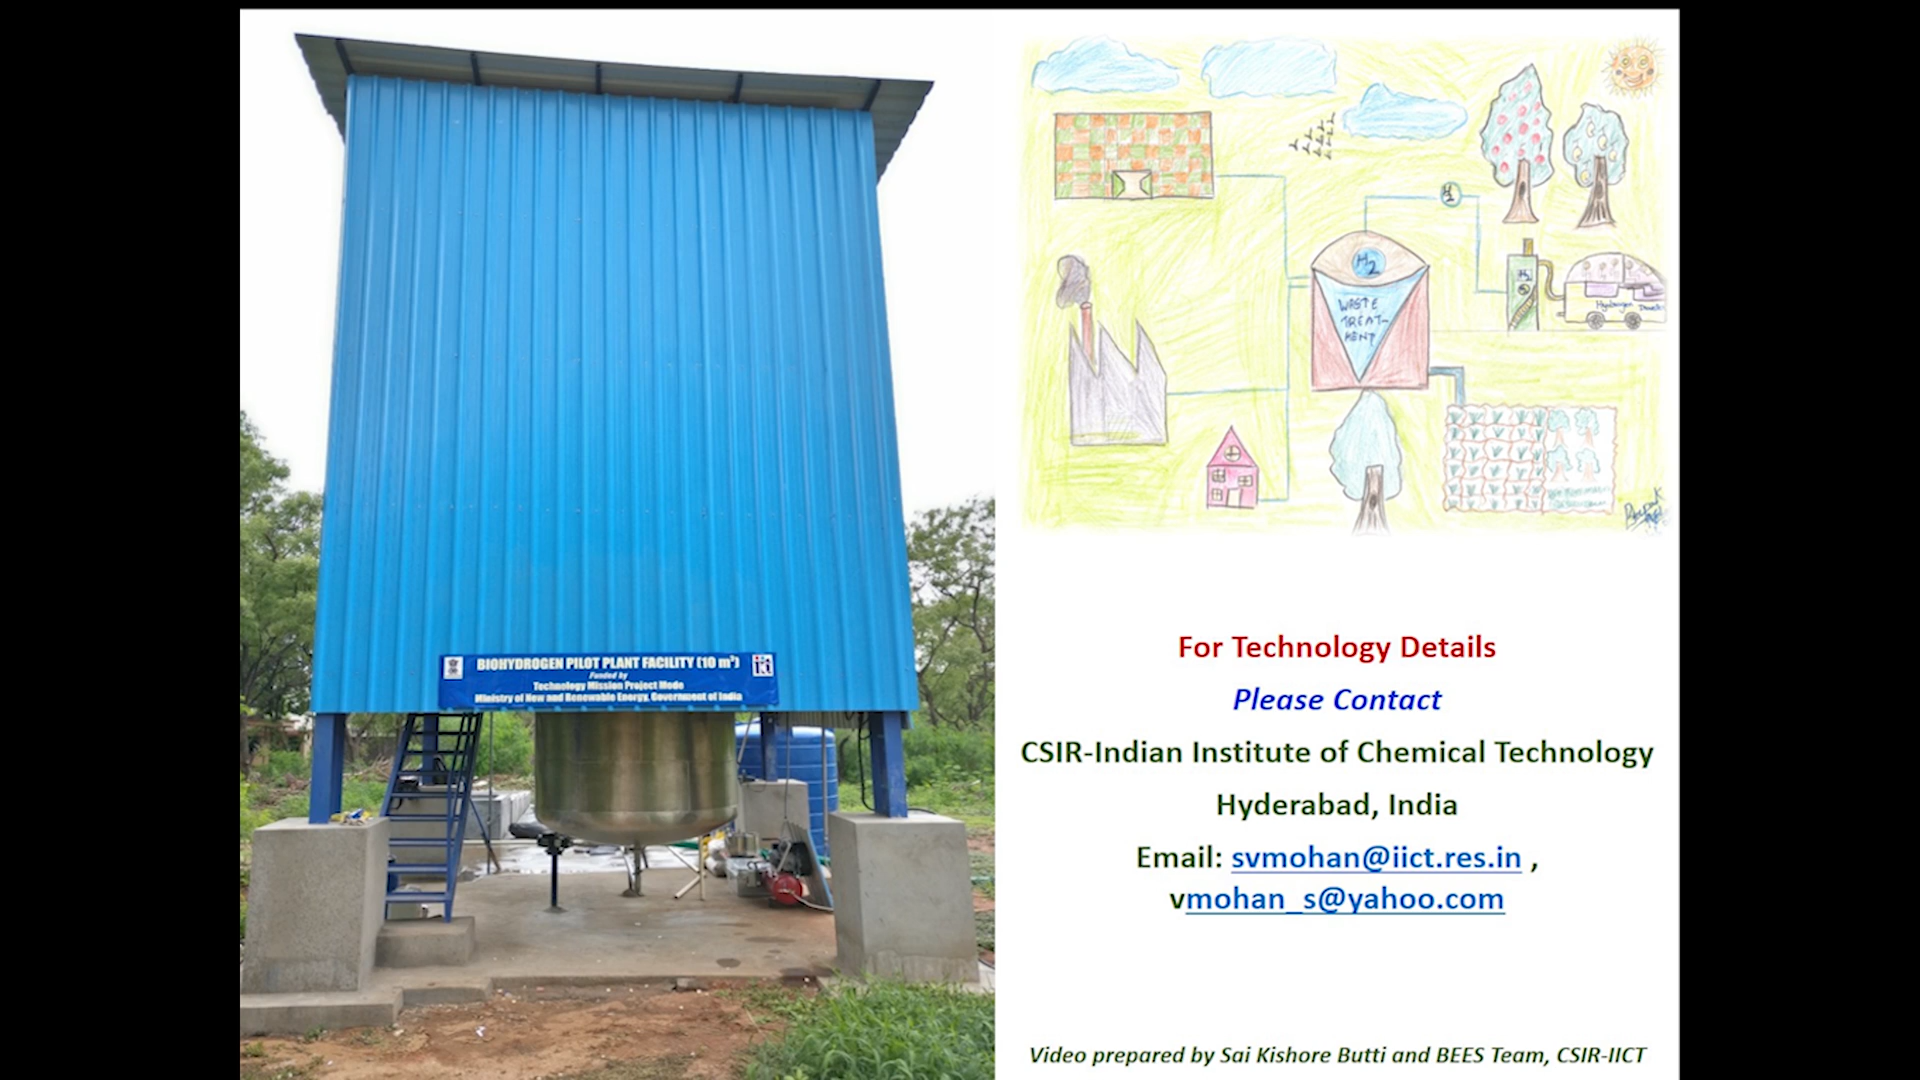 BIOHYDROGEN PILOT PLANT FACILITY (10 m³)
Funded by
Technology Mission Project Mode
Ministry of New and Renewable Energy, Government of India
H2
H2
WASTE
TREAT-
MENT
H2
Hydrogen
For Technology Details
Please Contact
CSIR-Indian Institute of Chemical Technology
Hyderabad, India
Email: svmohan@iict.res.in ,
vmohan_s@yahoo.com
Video prepared by Sai Kishore Butti and BEES Team, CSIR-IICT